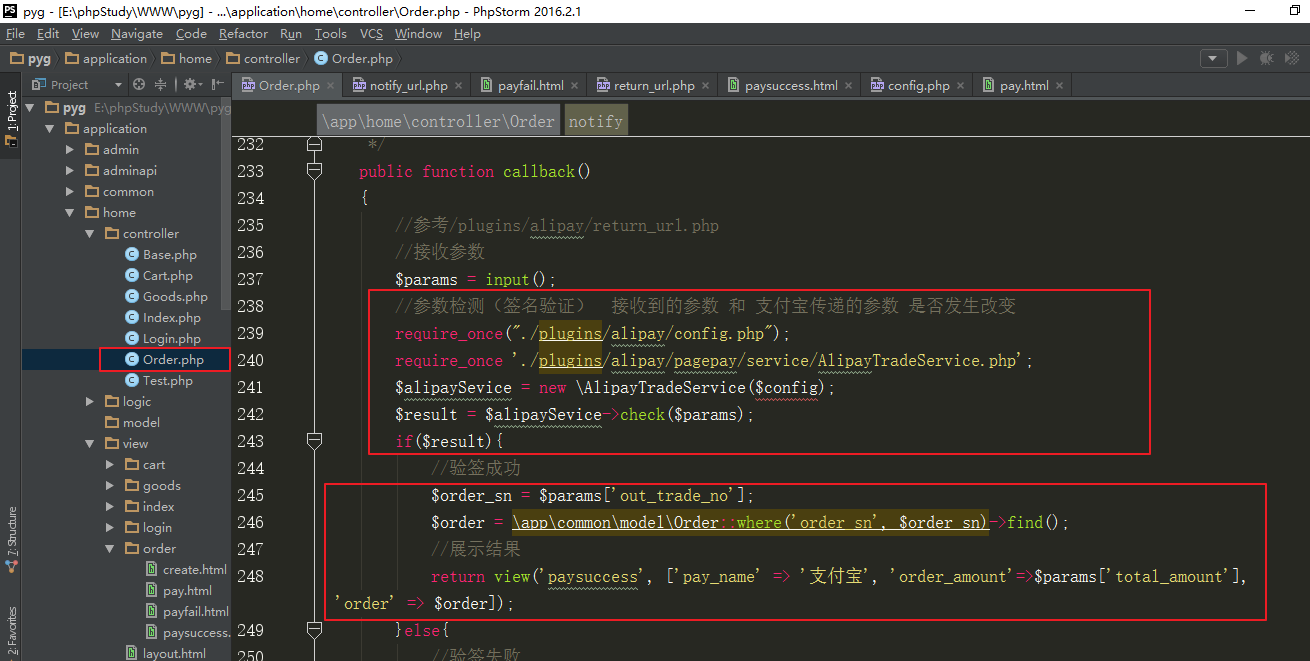 pyg - [E:\phpStudy\WWW\pyg] - ...\application\home\controller\Order.php - PhpStorm 2016.2.1
File Edit View Navigate Code Refactor Run Tools VCS Window Help
pyg application home controller Order.php
Project
Order.php notify_url.php payfail.html return_url.php paysuccess.html config.php pay.html
1: Project
7: Structure
2: Favorites
pyg E:\phpStudy\WWW\pyg
application
admin
adminapi
common
home
controller
Base.php
Cart.php
Goods.php
Index.php
Login.php
Order.php
Test.php
logic
model
view
cart
goods
index
login
order
create.html
pay.html
payfail.html
paysuccess.
layout.html
\app\home\controller\Order notify
232 */
233 public function callback()
234 {
235 //参考/plugins/alipay/return_url.php
236 //接收参数
237 $params = input();
238 //参数检测（签名验证） 接收到的参数 和 支付宝传递的参数 是否发生改变
239 require_once("./plugins/alipay/config.php");
240 require_once './plugins/alipay/pagepay/service/AlipayTradeService.php';
241 $alipaySevice = new \AlipayTradeService($config);
242 $result = $alipaySevice->check($params);
243 if($result){
244 //验签成功
245 $order_sn = $params['out_trade_no'];
246 $order = \app\common\model\Order::where('order_sn', $order_sn)->find();
247 //展示结果
248 return view('paysuccess', ['pay_name' => '支付宝', 'order_amount'=>$params['total_amount'],
'order' => $order]);
249 }else{
250 //验签失败